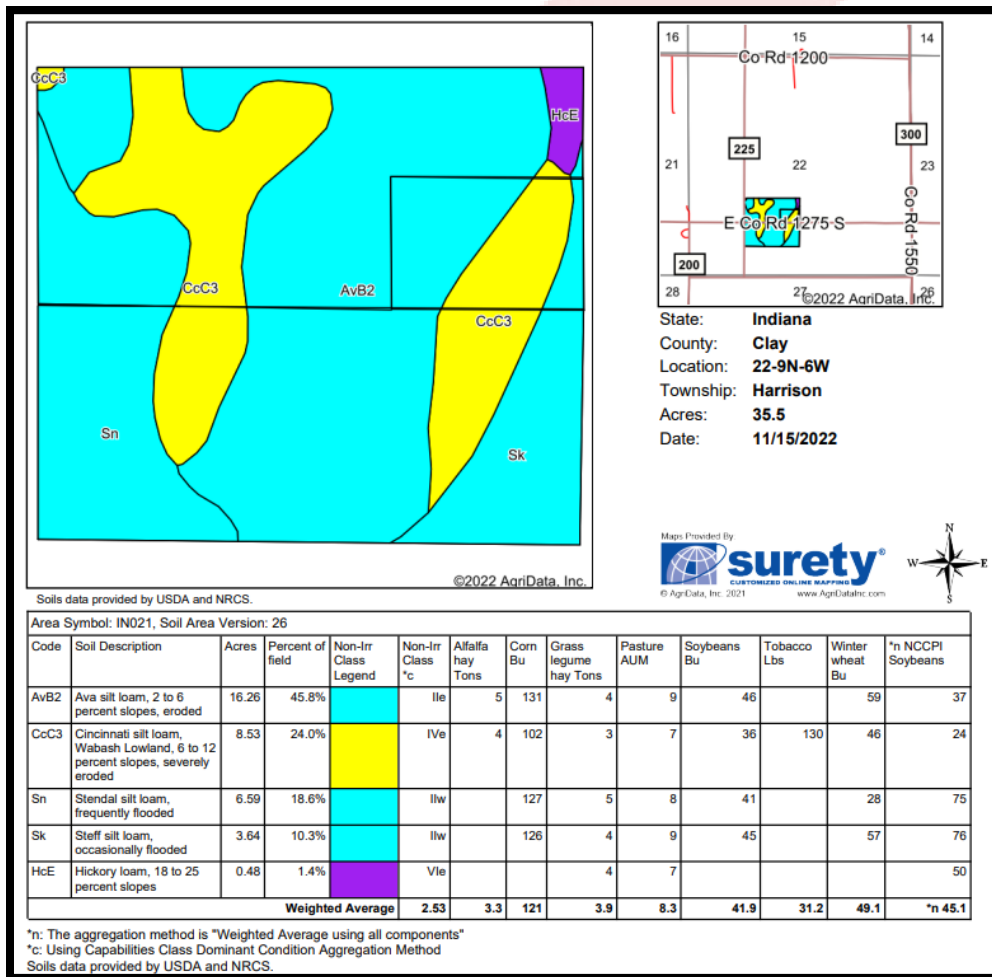 CcC3
HcE
CcC3
AvB2
CcC3
Sn
Sk
©2022 AgriData, Inc.
Soils data provided by USDA and NRCS.
16
15
14
Co Rd 1200
300
225
21
22
23
E Co Rd 1275 S
Co Rd 1550
200
28
27
26
©2022 AgriData, Inc.
State: Indiana
County: Clay
Location: 22-9N-6W
Township: Harrison
Acres: 35.5
Date: 11/15/2022
Maps Provided By
surety®
CUSTOMIZED ONLINE MAPPING
© AgriData, Inc. 2021 www.AgriDataInc.com
N
W E
S
Area Symbol: IN021, Soil Area Version: 26
Code Soil Description Acres Percent of field Non-Irr Class Legend Non-Irr Class *c Alfalfa hay Tons Corn Bu Grass legume hay Tons Pasture AUM Soybeans Bu Tobacco Lbs Winter wheat Bu *n NCCPI Soybeans
AvB2 Ava silt loam, 2 to 6 percent slopes, eroded 16.26 45.8% IIe 5 131 4 9 46 59 37
CcC3 Cincinnati silt loam, Wabash Lowland, 6 to 12 percent slopes, severely eroded 8.53 24.0% IVe 4 102 3 7 36 130 46 24
Sn Stendal silt loam, frequently flooded 6.59 18.6% IIw 127 5 8 41 28 75
Sk Steff silt loam, occasionally flooded 3.64 10.3% IIw 126 4 9 45 57 76
HcE Hickory loam, 18 to 25 percent slopes 0.48 1.4% VIe 4 7 50
Weighted Average 2.53 3.3 121 3.9 8.3 41.9 31.2 49.1 *n 45.1
*n: The aggregation method is "Weighted Average using all components"
*c: Using Capabilities Class Dominant Condition Aggregation Method
Soils data provided by USDA and NRCS.